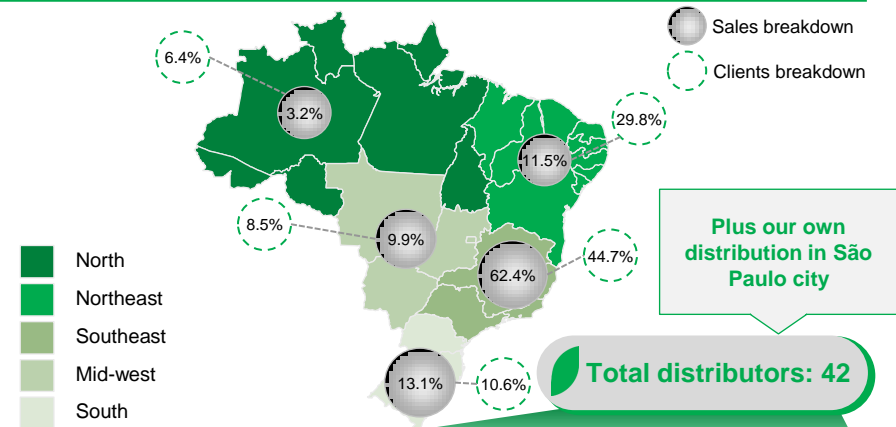 Sales breakdown
Clients breakdown
6.4%
3.2%
29.8%
11.5%
8.5%
9.9%
44.7%
62.4%
13.1%
10.6%
North
Northeast
Southeast
Mid-west
South
Plus our own
distribution in São
Paulo city
Total distributors: 42